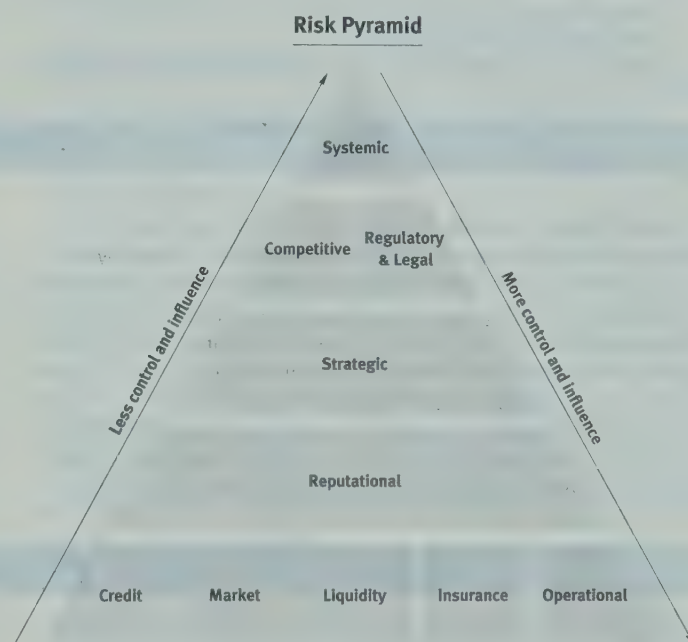 Risk Pyramid
Systemic
Competitive
Regulatory
& Legal
Less control and influence
More control and influence
Strategic
Reputational
Credit Market Liquidity Insurance Operational